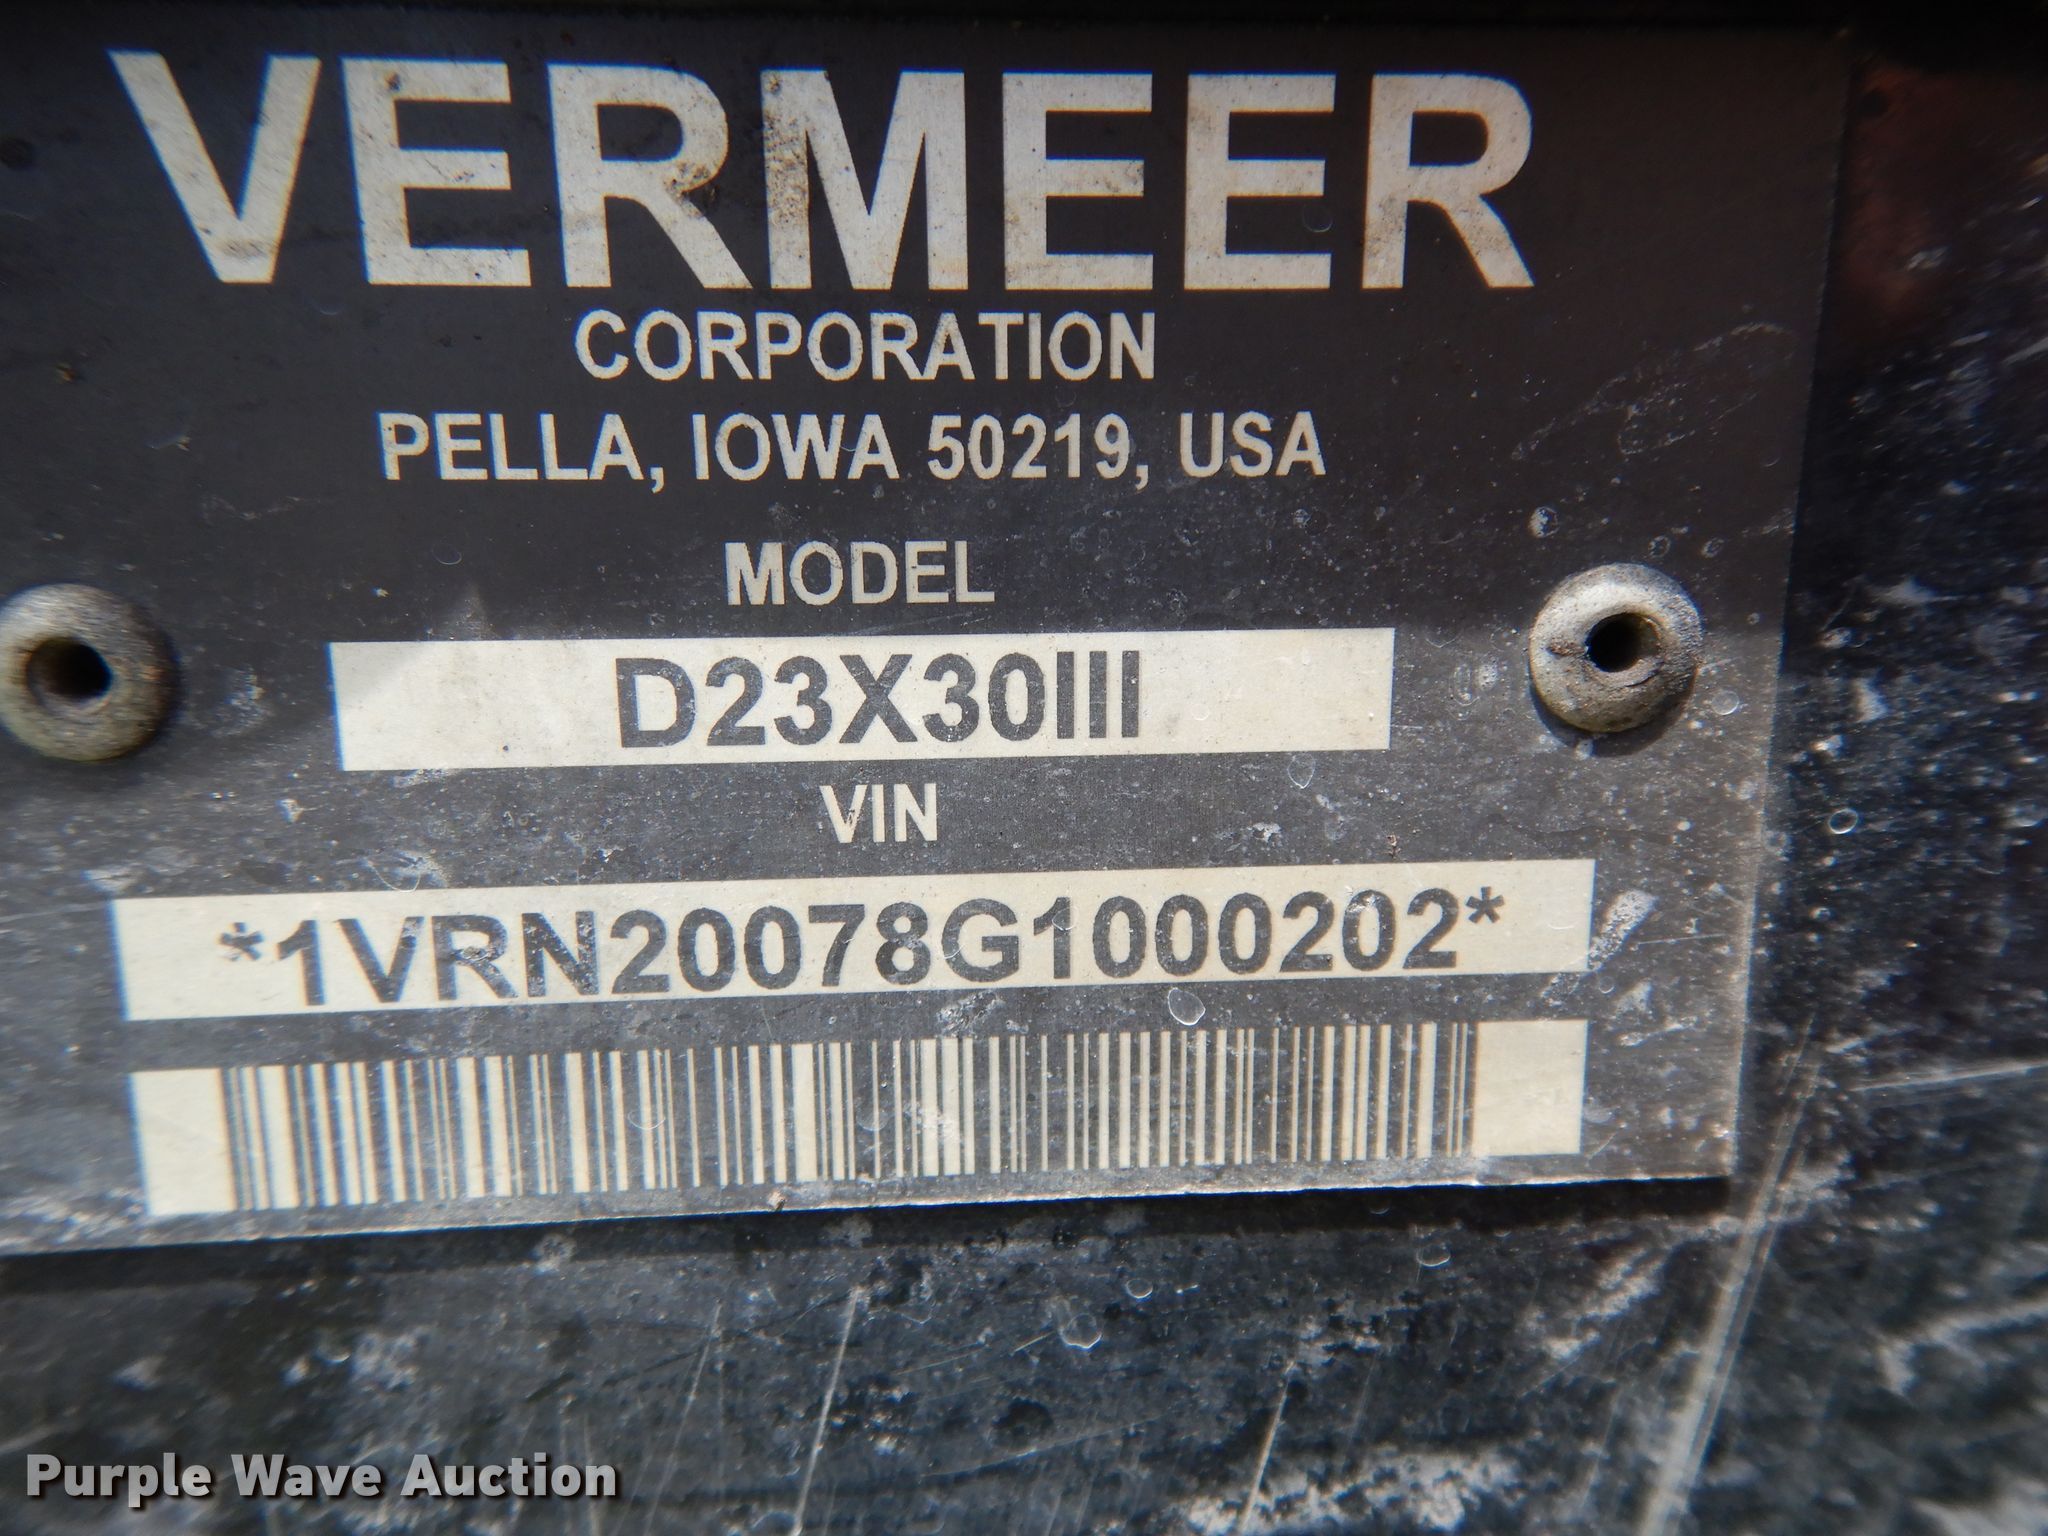 VERMEER
CORPORATION
PELLA, IOWA 50219, USA
MODEL
D23X30III
VIN
*1VRN20078G1000202*
Purple Wave Auction